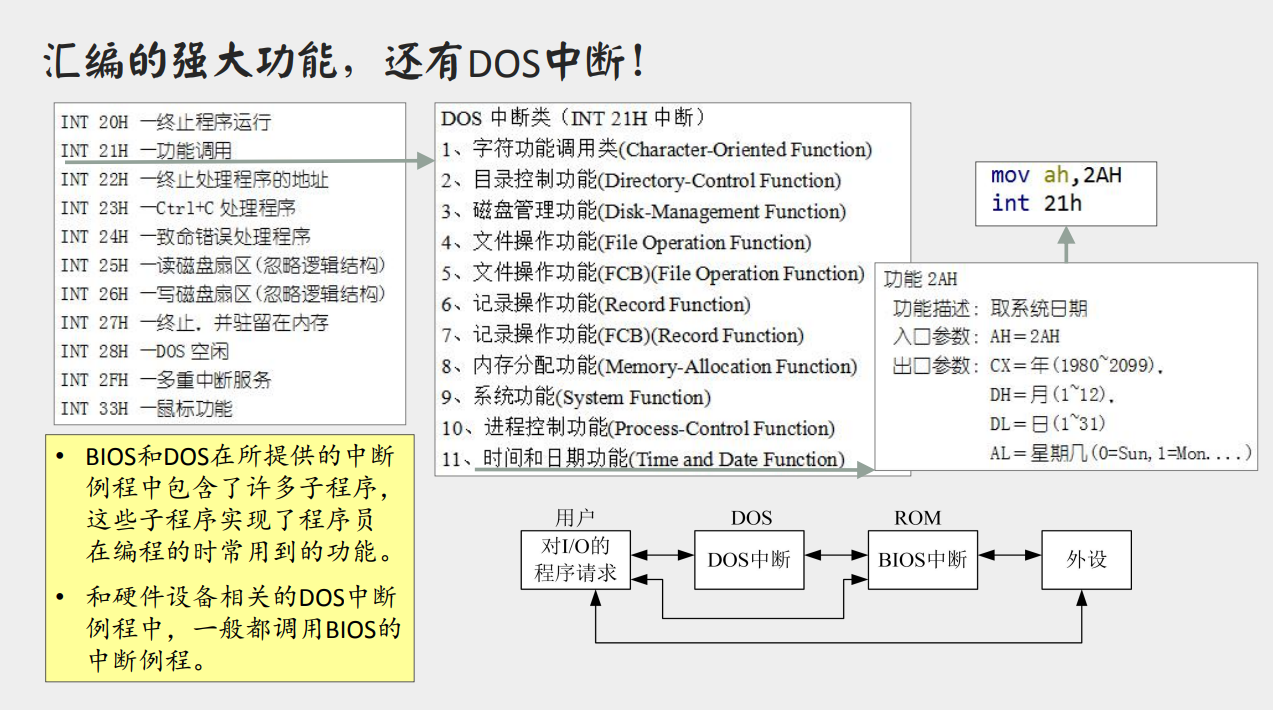 汇编的强大功能，还有DOS中断！
INT 20H —终止程序运行
INT 21H —功能调用
INT 22H —终止处理程序的地址
INT 23H —Ctrl+C 处理程序
INT 24H —致命错误处理程序
INT 25H —读磁盘扇区(忽略逻辑结构)
INT 26H —写磁盘扇区(忽略逻辑结构)
INT 27H —终止．并驻留在内存
INT 28H —DOS 空闲
INT 2FH —多重中断服务
INT 33H —鼠标功能
• BIOS和DOS在所提供的中断
例程中包含了许多子程序，
这些子程序实现了程序员
在编程的时常用到的功能。
• 和硬件设备相关的DOS中断
例程中，一般都调用BIOS的
中断例程。
DOS 中断类（INT 21H 中断）
1、字符功能调用类(Character-Oriented Function)
2、目录控制功能(Directory-Control Function)
3、磁盘管理功能(Disk-Management Function)
4、文件操作功能(File Operation Function)
5、文件操作功能(FCB)(File Operation Function)
6、记录操作功能(Record Function)
7、记录操作功能(FCB)(Record Function)
8、内存分配功能(Memory-Allocation Function)
9、系统功能(System Function)
10、进程控制功能(Process-Control Function)
11、时间和日期功能(Time and Date Function)
mov ah,2AH
int 21h
功能 2AH
功能描述：取系统日期
入口参数：AH＝2AH
出口参数：CX＝年(1980~2099)．
DH＝月(1~12)．
DL＝日(1~31)
AL＝星期几(0=Sun,1=Mon....)
用户
DOS
ROM
对I/O的
程序请求
DOS中断
BIOS中断
外设